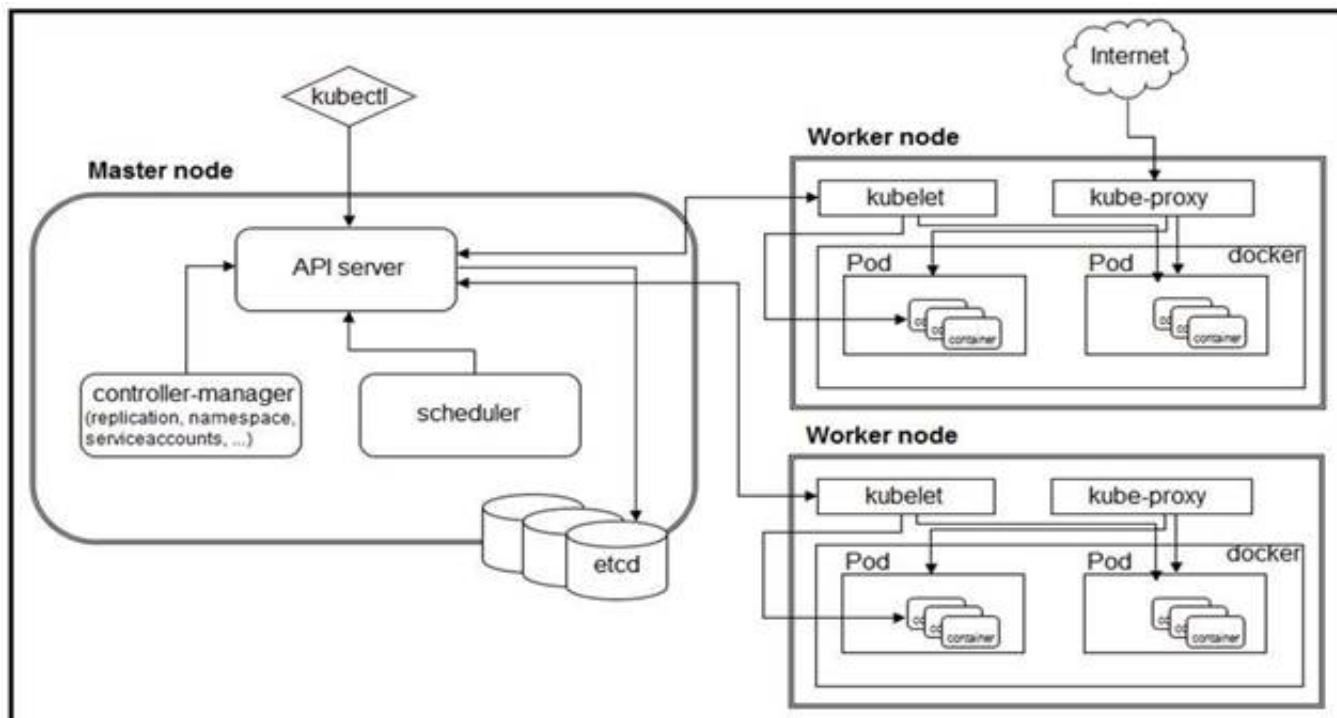 Internet
kubectl
Master node
API server
controller-manager
(replication, namespace,
serviceaccounts, ...)
scheduler
etcd
Worker node
kubelet
kube-proxy
docker
Pod
Pod
container
container
Worker node
kubelet
kube-proxy
docker
Pod
Pod
container
container